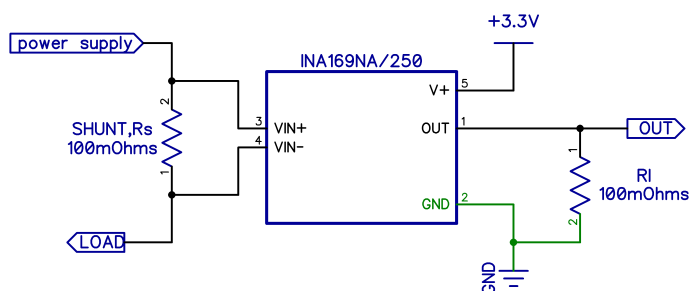 +3.3V
power supply
INA169NA/250
V+
5
2
SHUNT,Rs
100mOhms
3
VIN+
4
VIN-
OUT
1
OUT
1
RI
100mOhms
1
GND
2
2
LOAD
GND